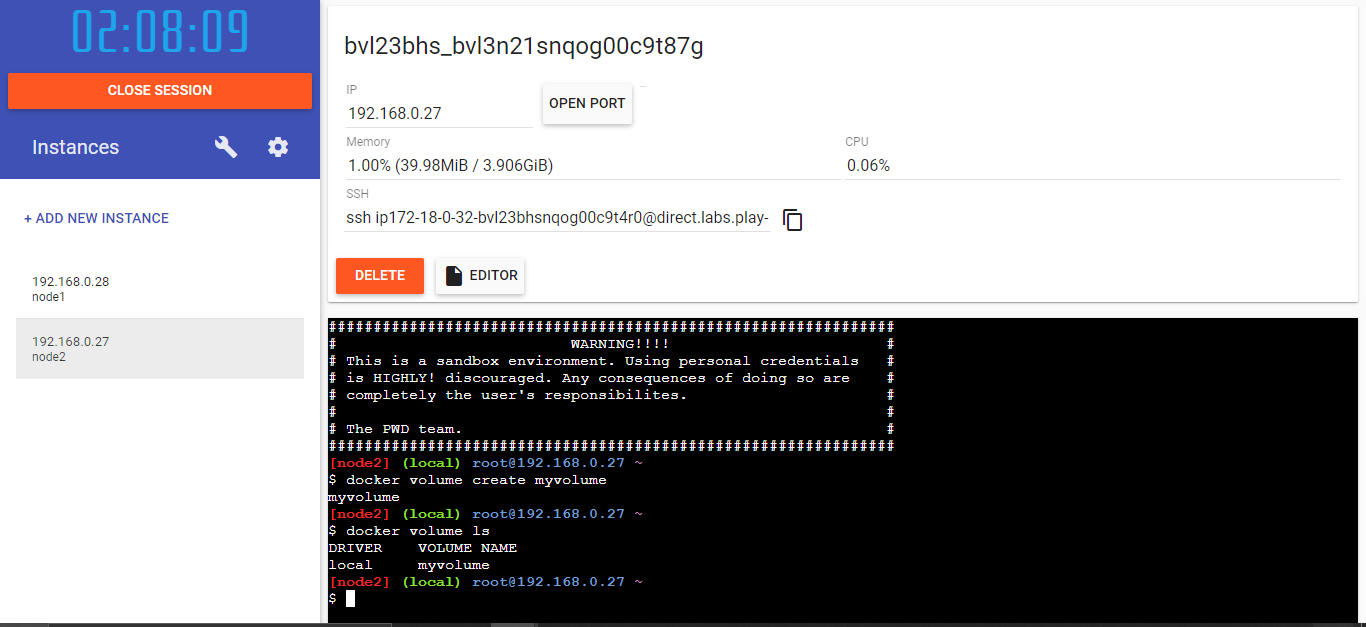 02:08:09
CLOSE SESSION
Instances
+ ADD NEW INSTANCE
192.168.0.28
node1
192.168.0.27
node2
bvl23bhs_bvl3n21snqog00c9t87g
IP
192.168.0.27
OPEN PORT
Memory
1.00% (39.98MiB / 3.906GiB)
CPU
0.06%
SSH
ssh ip172-18-0-32-bvl23bhsnqog00c9t4r0@direct.labs.play-
DELETE
EDITOR
###############################################################
# WARNING!!!! #
# This is a sandbox environment. Using personal credentials #
# is HIGHLY! discouraged. Any consequences of doing so are #
# completely the user's responsibilites. #
# #
# The PWD team. #
###############################################################
[node2] (local) root@192.168.0.27 ~
$ docker volume create myvolume
myvolume
[node2] (local) root@192.168.0.27 ~
$ docker volume ls
DRIVER VOLUME NAME
local myvolume
[node2] (local) root@192.168.0.27 ~
$